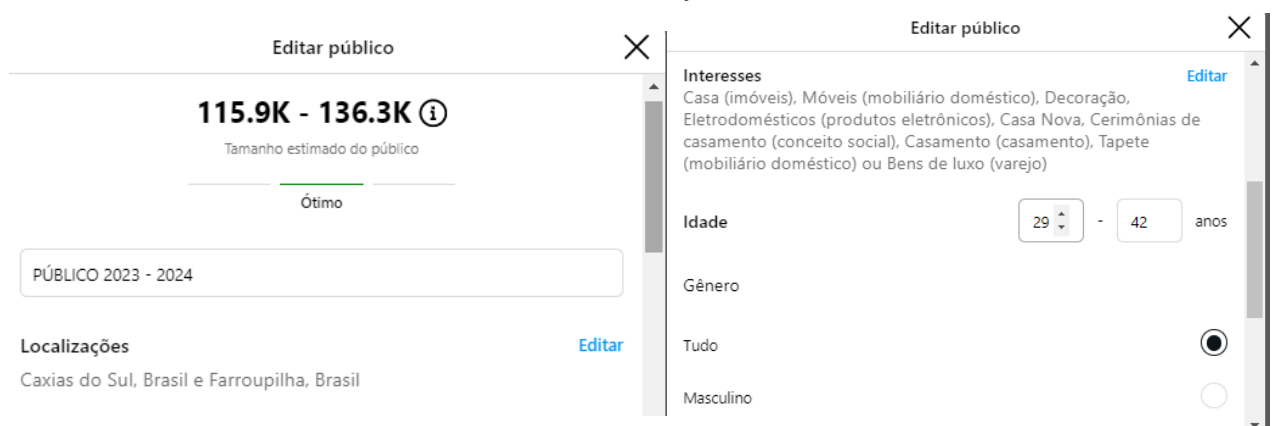 Editar público
115.9K - 136.3K
Tamanho estimado do público
Ótimo
PÚBLICO 2023 - 2024
Localizações
Editar
Caxias do Sul, Brasil e Farroupilha, Brasil
Editar público
Interesses
Editar
Casa (imóveis), Móveis (mobiliário doméstico), Decoração,
Eletrodomésticos (produtos eletrônicos), Casa Nova, Cerimônias de
casamento (conceito social), Casamento (casamento), Tapete
(mobiliário doméstico) ou Bens de luxo (varejo)
Idade
29 - 42 anos
Gênero
Tudo
Masculino